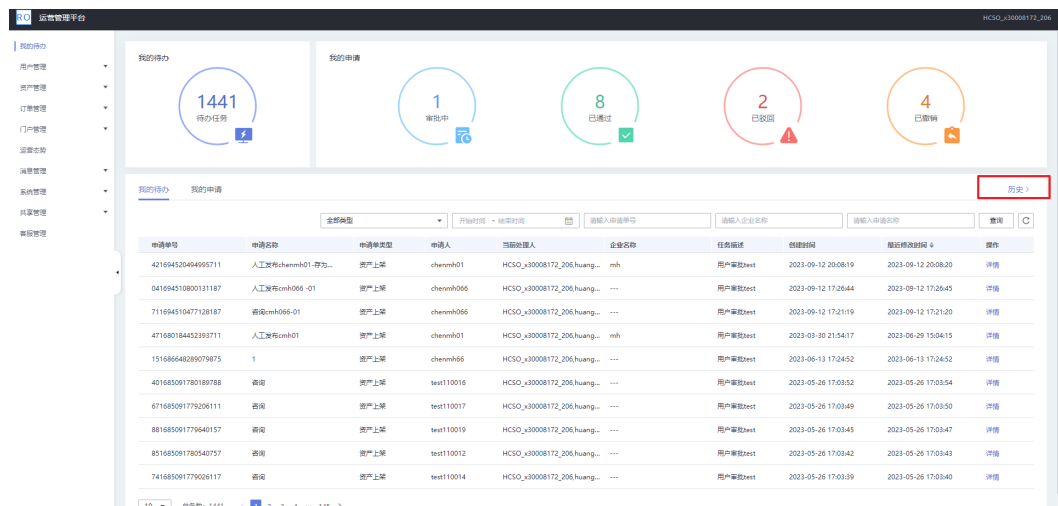 RO 运营管理平台 HCSO_x30008172_206
我的待办
用户管理
资产管理
订单管理
门户管理
运营态势
消息管理
系统管理
共享管理
客服管理
我的待办 我的申请
1441
待办任务
1
审批中
8
已通过
2
已驳回
4
已撤销
我的待办 我的申请 历史
全部类型 开始时间 - 结束时间 请输入申请单号 请输入企业名称 请输入申请名称 查询
申请单号 申请名称 申请单类型 申请人 当前处理人 企业名称 任务描述 创建时间 最近修改时间 操作
421694520494995711 人工发布chenmh01-存为... 资产上架 chenmh01 HCSO_x30008172_206,huang... mh 用户审批test 2023-09-12 20:08:19 2023-09-12 20:08:20 详情
041694510800131187 人工发布cmh066 -01 资产上架 chenmh066 HCSO_x30008172_206,huang... --- 用户审批test 2023-09-12 17:26:44 2023-09-12 17:26:45 详情
711694510477128187 咨询cmh066-01 资产上架 chenmh066 HCSO_x30008172_206,huang... --- 用户审批test 2023-09-12 17:21:19 2023-09-12 17:21:20 详情
471680184452393711 人工发布cmh01 资产上架 chenmh01 HCSO_x30008172_206,huang... mh 用户审批test 2023-03-30 21:54:17 2023-06-29 15:04:15 详情
151686648289079875 1 资产上架 chenmh66 HCSO_x30008172_206,huang... --- 用户审批test 2023-06-13 17:24:52 2023-06-13 17:24:52 详情
401685091780189788 咨询 资产上架 test110016 HCSO_x30008172_206,huang... --- 用户审批test 2023-05-26 17:03:52 2023-05-26 17:03:54 详情
671685091779206111 咨询 资产上架 test110017 HCSO_x30008172_206,huang... --- 用户审批test 2023-05-26 17:03:49 2023-05-26 17:03:50 详情
881685091779640157 咨询 资产上架 test110019 HCSO_x30008172_206,huang... --- 用户审批test 2023-05-26 17:03:45 2023-05-26 17:03:47 详情
851685091780540757 咨询 资产上架 test110012 HCSO_x30008172_206,huang... --- 用户审批test 2023-05-26 17:03:42 2023-05-26 17:03:43 详情
741685091779026117 咨询 资产上架 test110014 HCSO_x30008172_206,huang... --- 用户审批test 2023-05-26 17:03:39 2023-05-26 17:03:40 详情